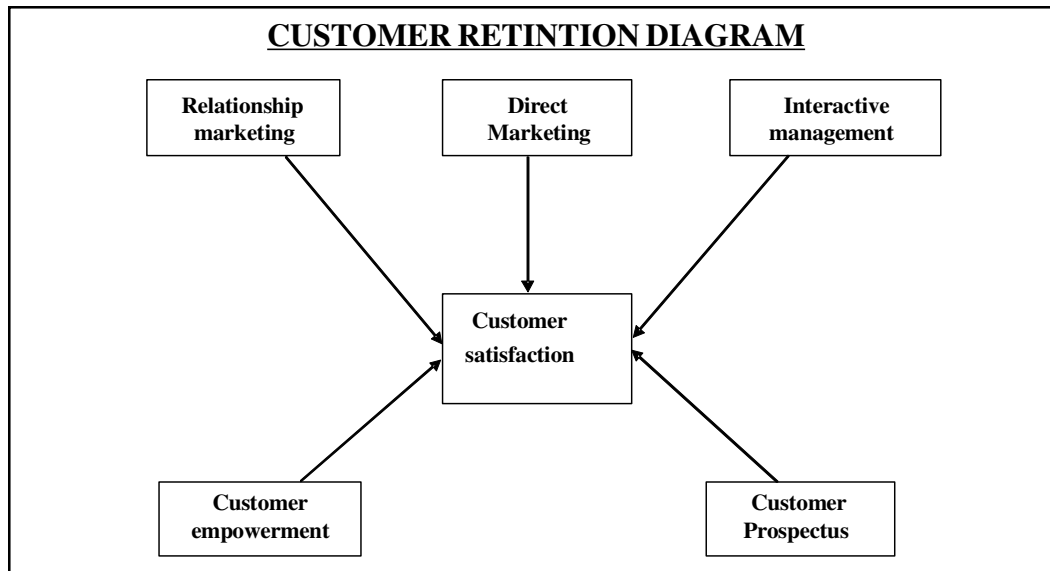 CUSTOMER RETINTION DIAGRAM
Relationship
marketing
Direct
Marketing
Interactive
management
Customer
satisfaction
Customer
empowerment
Customer
Prospectus